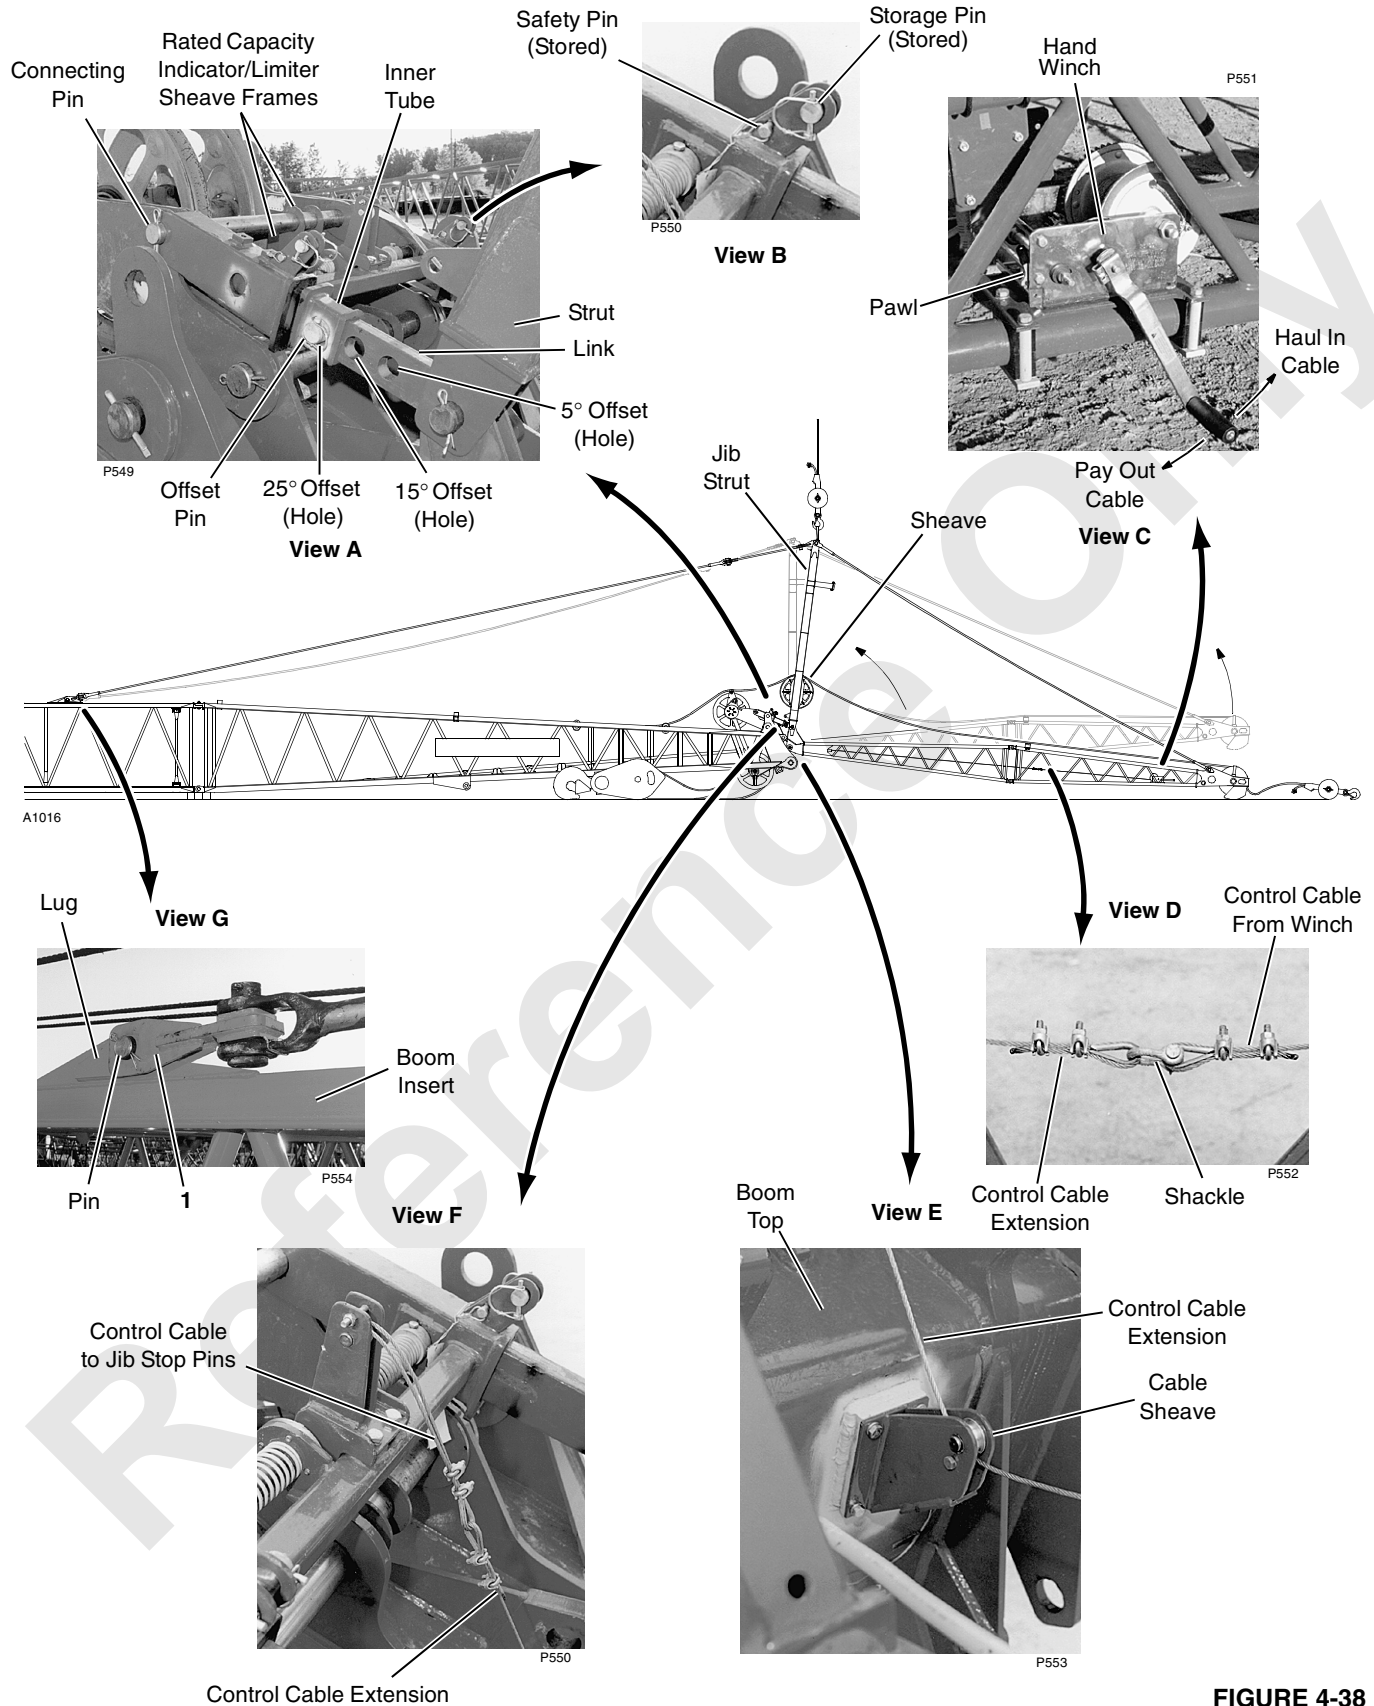 Safety Pin
(Stored)
Storage Pin
(Stored)
Hand
Winch
P551
Rated Capacity
Indicator/Limiter
Sheave Frames
Connecting
Pin
Inner
Tube
P550
View B
Pawl
Haul In
Cable
Strut
Link
5° Offset
(Hole)
P549
Offset
Pin
25° Offset
(Hole)
15° Offset
(Hole)
View A
Jib
Strut
Sheave
Pay Out
Cable
View C
A1016
Lug
View G
View D
Control Cable
From Winch
Boom
Insert
P554
Pin
1
P552
Control Cable
Extension
Shackle
View F
Boom
Top
View E
Control Cable
to Jib Stop Pins
Control Cable
Extension
Cable
Sheave
P550
P553
Control Cable Extension
FIGURE 4-38
Reference Only